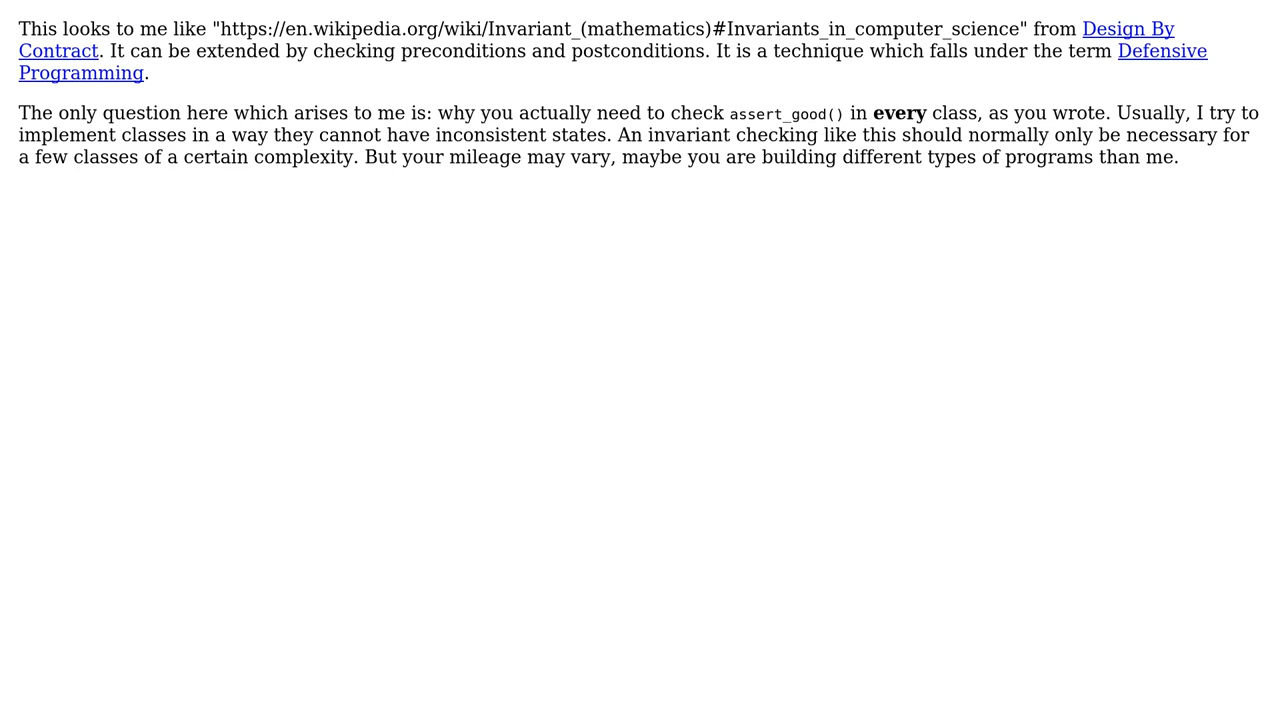 This looks to me like "https://en.wikipedia.org/wiki/Invariant_(mathematics)#Invariants_in_computer_science" from Design By
Contract. It can be extended by checking preconditions and postconditions. It is a technique which falls under the term Defensive
Programming.
The only question here which arises to me is: why you actually need to check assert_good() in every class, as you wrote. Usually, I try to
implement classes in a way they cannot have inconsistent states. An invariant checking like this should normally only be necessary for
a few classes of a certain complexity. But your mileage may vary, maybe you are building different types of programs than me.